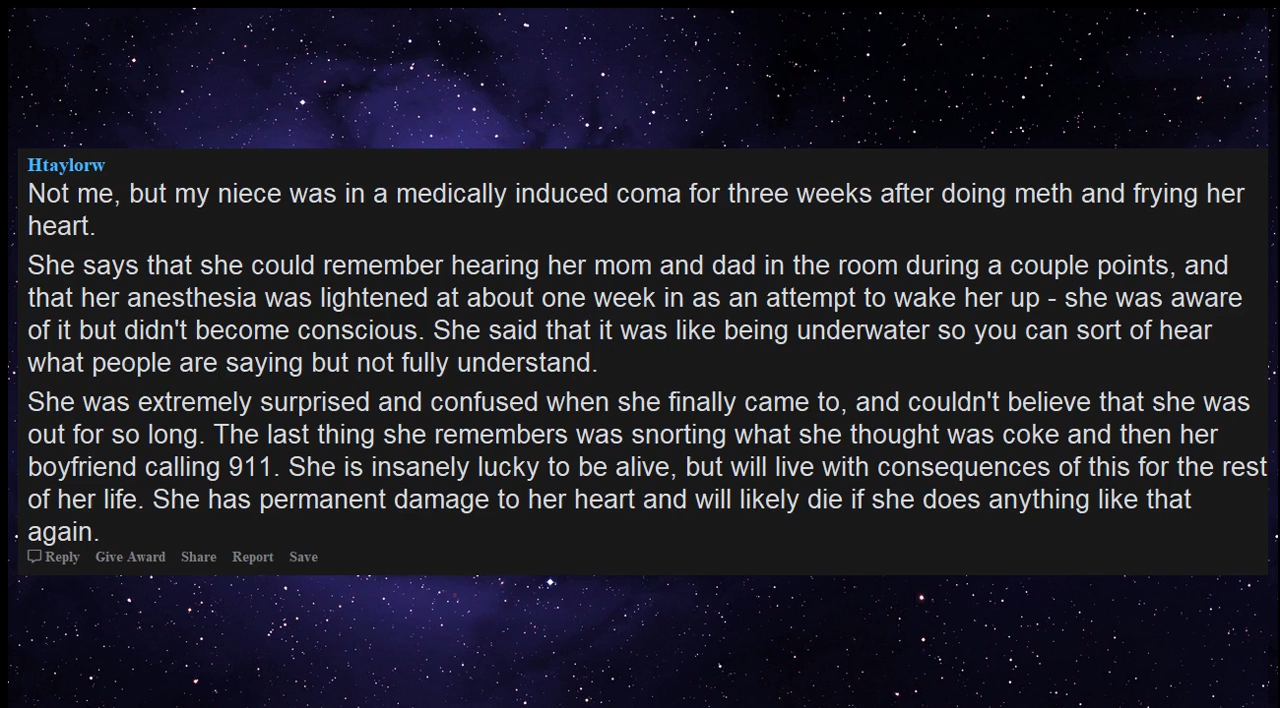 Htaylorw
Not me, but my niece was in a medically induced coma for three weeks after doing meth and frying her
heart.
She says that she could remember hearing her mom and dad in the room during a couple points, and
that her anesthesia was lightened at about one week in as an attempt to wake her up - she was aware
of it but didn't become conscious. She said that it was like being underwater so you can sort of hear
what people are saying but not fully understand.
She was extremely surprised and confused when she finally came to, and couldn't believe that she was
out for so long. The last thing she remembers was snorting what she thought was coke and then her
boyfriend calling 911. She is insanely lucky to be alive, but will live with consequences of this for the rest
of her life. She has permanent damage to her heart and will likely die if she does anything like that
again.
Reply Give Award Share Report Save